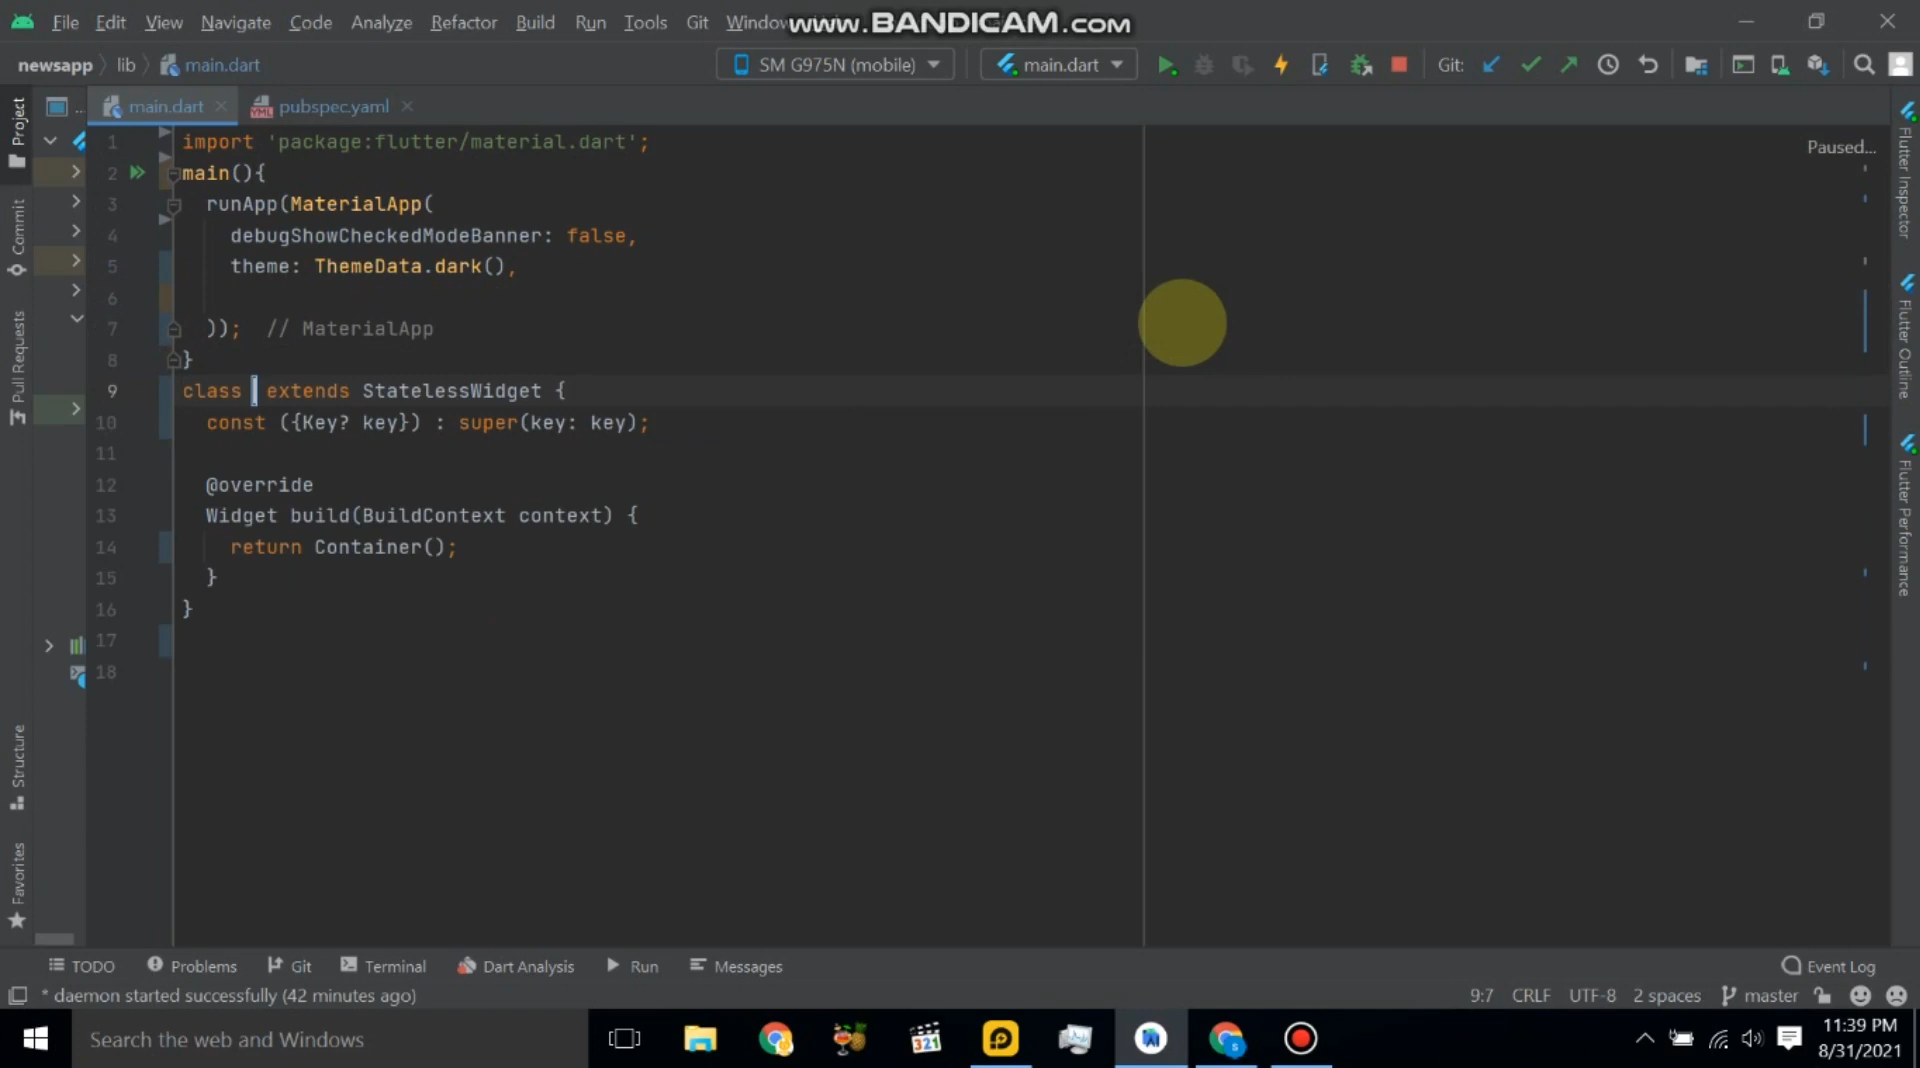 File Edit View Navigate Code Analyze Refactor Build Run Tools Git Window
www.BANDICAM.com
newsapp lib main.dart
SM G975N (mobile)
main.dart
Git:
main.dart
pubspec.yaml
Project
Commit
Pull Requests
Structure
Favorites
Paused...
1 import 'package:flutter/material.dart';
2 main(){
3 runApp(MaterialApp(
4 debugShowCheckedModeBanner: false,
5 theme: ThemeData.dark(),
6
7 )); // MaterialApp
8 }
9 class extends StatelessWidget {
10 const ({Key? key}) : super(key: key);
11
12 @override
13 Widget build(BuildContext context) {
14 return Container();
15 }
16 }
17
18
Flutter Inspector
Flutter Outline
Flutter Performance
TODO Problems Git Terminal Dart Analysis Run Messages Event Log
* daemon started successfully (42 minutes ago)
9:7 CRLF UTF-8 2 spaces master
Search the web and Windows
321
11:39 PM
8/31/2021